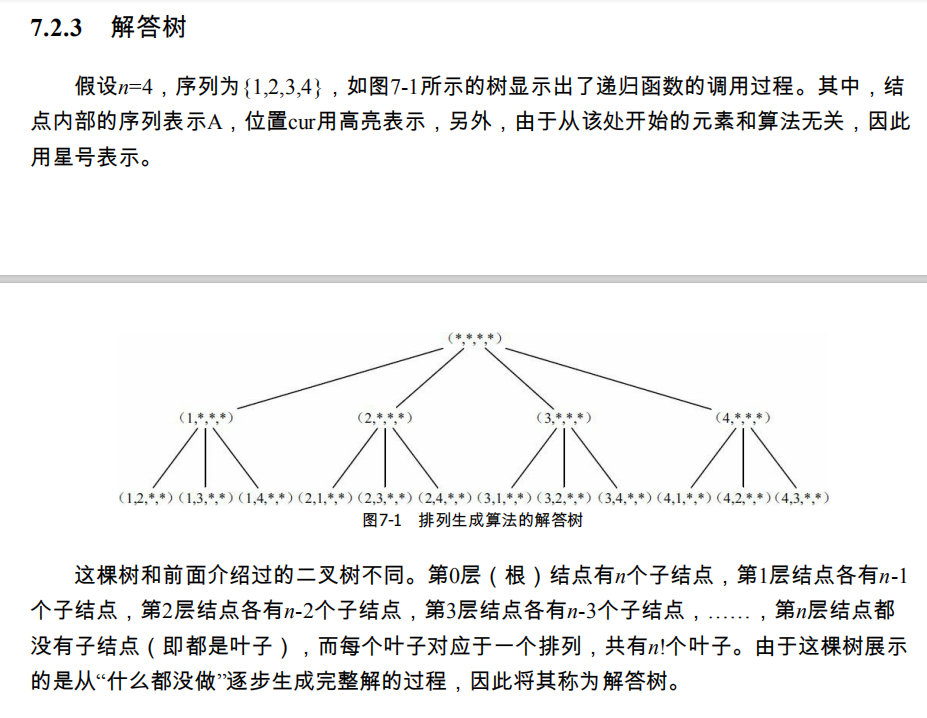 7.2.3 解答树
假设n=4，序列为{1,2,3,4}，如图7-1所示的树显示出了递归函数的调用过程。其中，结
点内部的序列表示A，位置cur用高亮表示，另外，由于从该处开始的元素和算法无关，因此
用星号表示。
(*,*,*,*)
(1,*,*,*) (2,*,*,*) (3,*,*,*) (4,*,*,*)
(1,2,*,*) (1,3,*,*) (1,4,*,*) (2,1,*,*) (2,3,*,*) (2,4,*,*) (3,1,*,*) (3,2,*,*) (3,4,*,*) (4,1,*,*) (4,2,*,*) (4,3,*,*)
图7-1 排列生成算法的解答树
这棵树和前面介绍过的二叉树不同。第0层（根）结点有n个子结点，第1层结点各有n-1
个子结点，第2层结点各有n-2个子结点，第3层结点各有n-3个子结点，……，第n层结点都
没有子结点（即都是叶子），而每个叶子对应于一个排列，共有n!个叶子。由于这棵树展示
的是从“什么都没做”逐步生成完整解的过程，因此将其称为解答树。